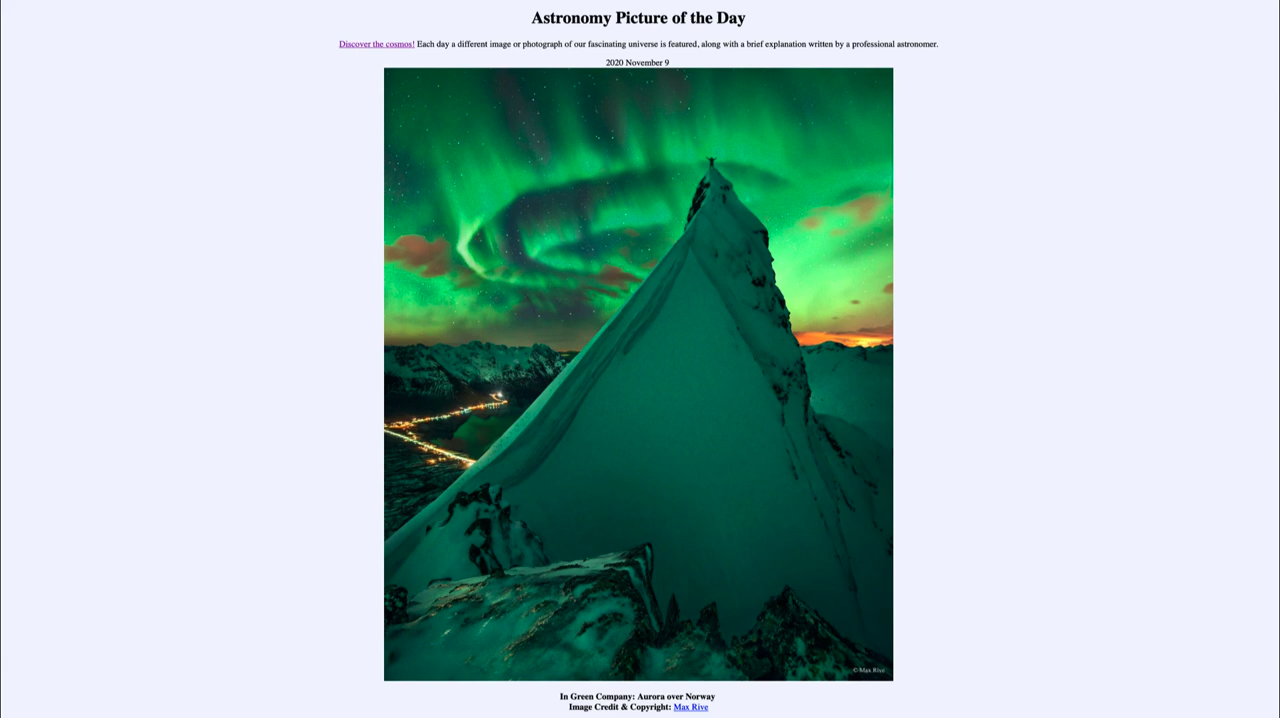 Astronomy Picture of the Day
Discover the cosmos! Each day a different image or photograph of our fascinating universe is featured, along with a brief explanation written by a professional astronomer.
2020 November 9
© Max Rive
In Green Company: Aurora over Norway
Image Credit & Copyright: Max Rive